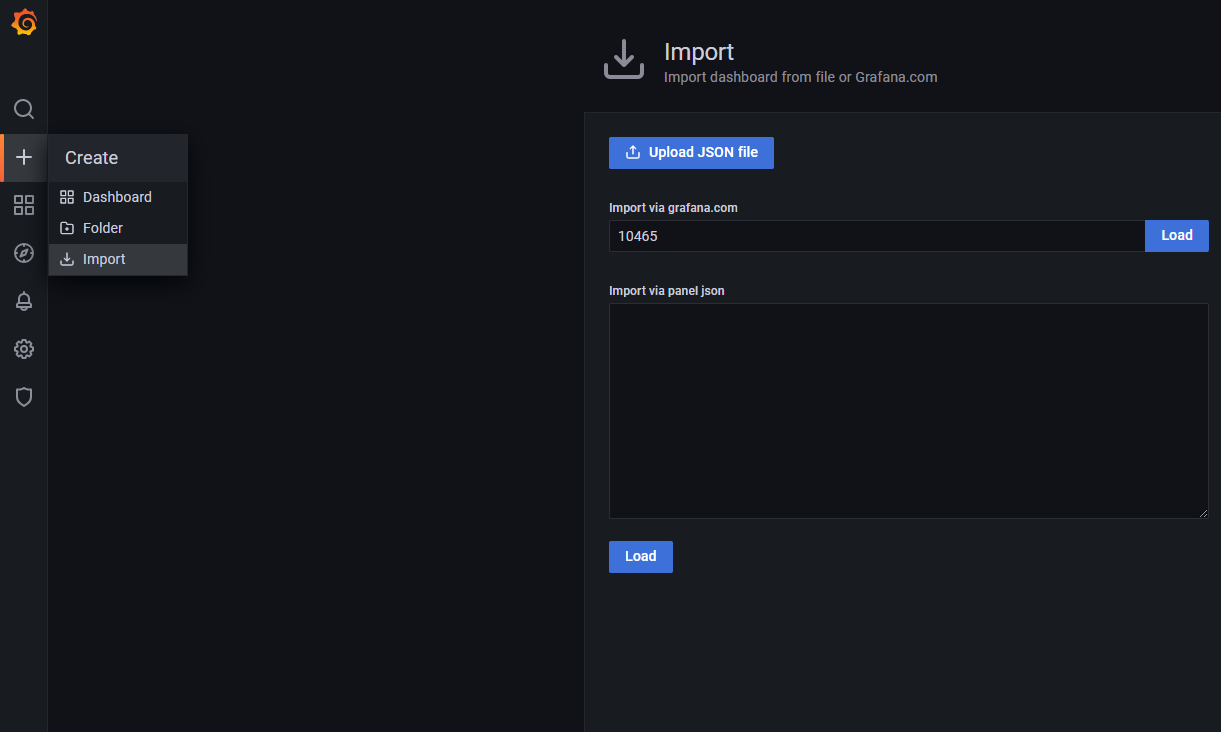 Import
Import dashboard from file or Grafana.com
Create
Dashboard
Folder
Import
Upload JSON file
Import via grafana.com
10465
Load
Import via panel json
Load